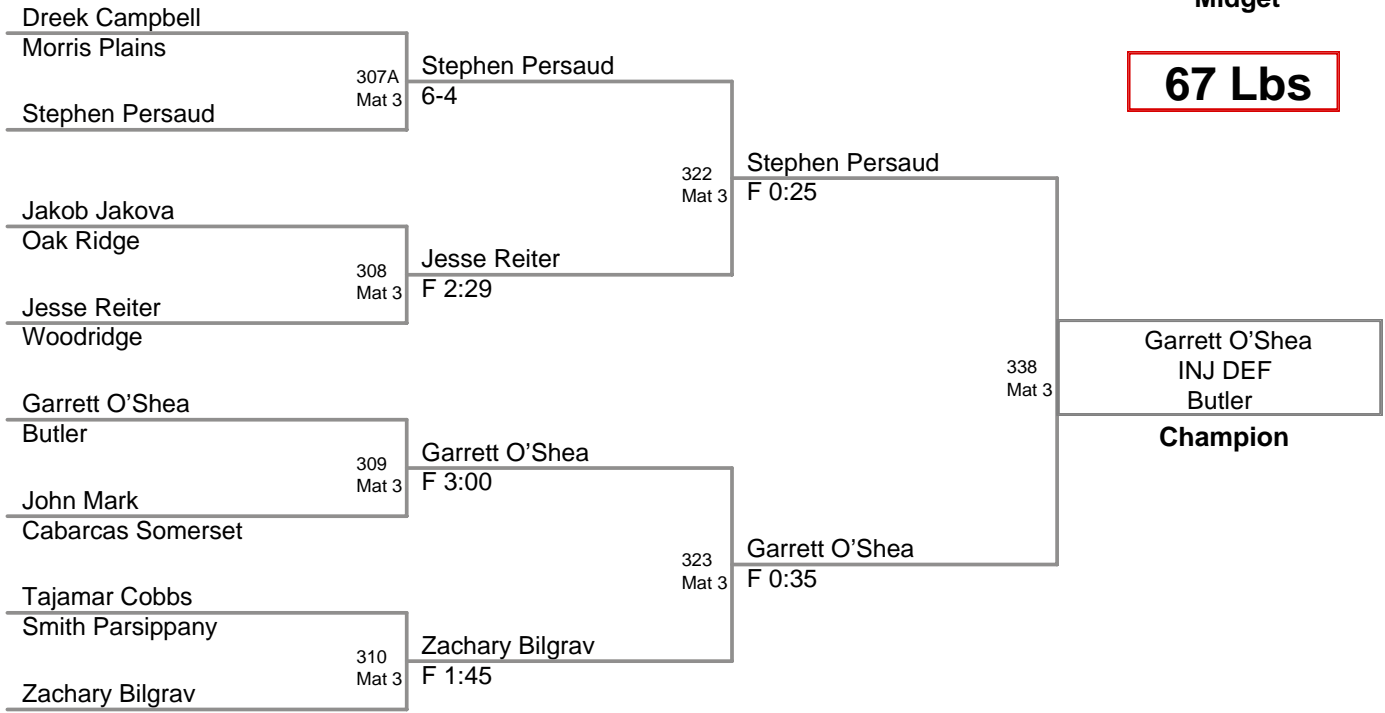 Midget
67 Lbs
Dreek Campbell
Morris Plains
307A
Mat 3
Stephen Persaud
Stephen Persaud
6-4
Jakob Jakova
Oak Ridge
308
Mat 3
Jesse Reiter
Woodridge
Jesse Reiter
F 2:29
322
Mat 3
Stephen Persaud
F 0:25
Garrett O’Shea
Butler
309
Mat 3
John Mark
Cabarcas Somerset
Garrett O’Shea
F 3:00
Tajamar Cobbs
Smith Parsippany
310
Mat 3
Zachary Bilgrav
Zachary Bilgrav
F 1:45
323
Mat 3
Garrett O’Shea
F 0:35
338
Mat 3
Garrett O’Shea
INJ DEF
Butler
Champion